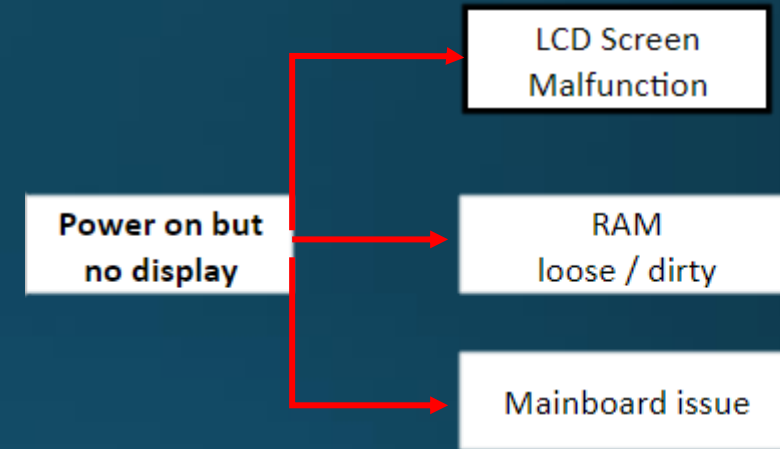 LCD Screen
Malfunction
Power on but
no display
RAM
loose / dirty
Mainboard issue